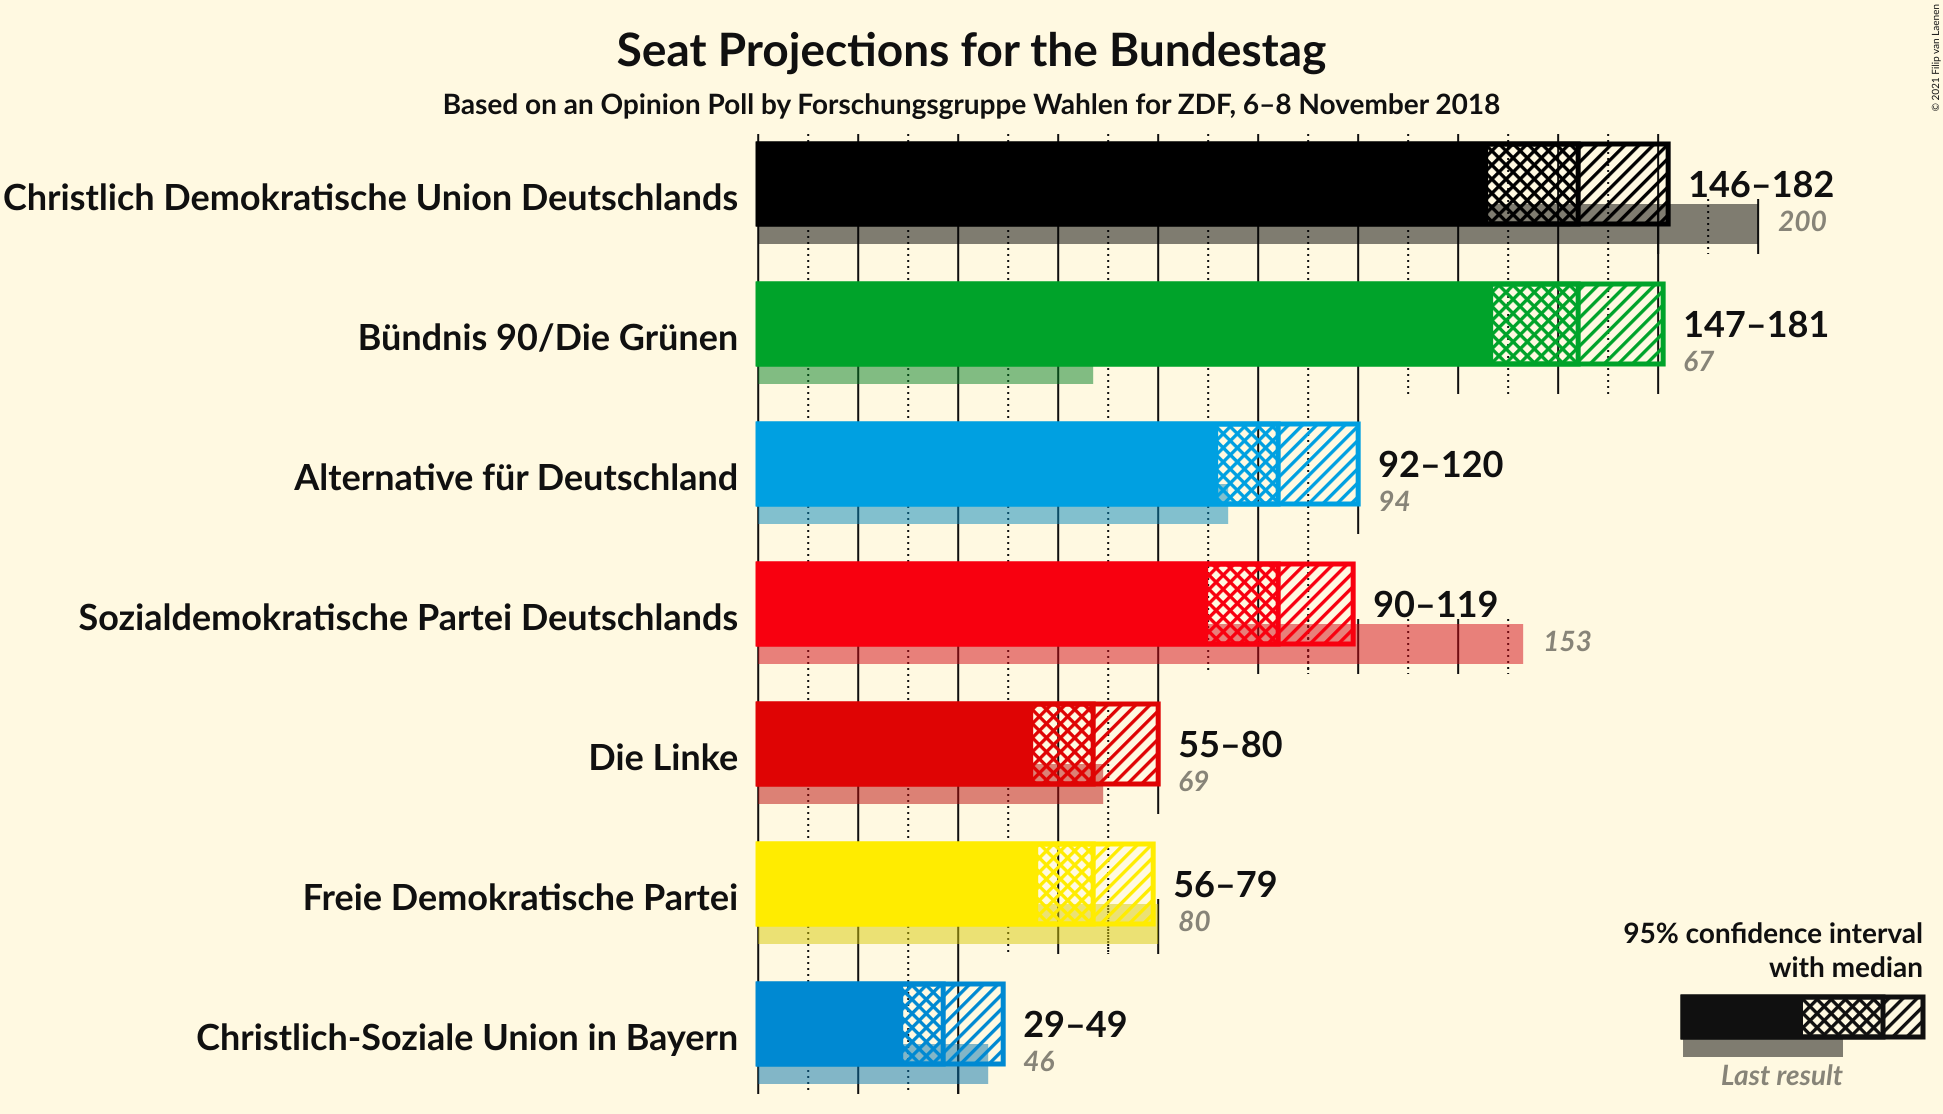 Seat Projections for the Bundestag
Based on an Opinion Poll by Forschungsgruppe Wahlen for ZDF, 6–8 November 2018
© 2021 Filip van Laenen
Christlich Demokratische Union Deutschlands
146–182
200
Bündnis 90/Die Grünen
147–181
67
Alternative für Deutschland
92–120
94
Sozialdemokratische Partei Deutschlands
90–119
153
Die Linke
55–80
69
Freie Demokratische Partei
56–79
80
Christlich-Soziale Union in Bayern
29–49
46
95% confidence interval
with median
Last result